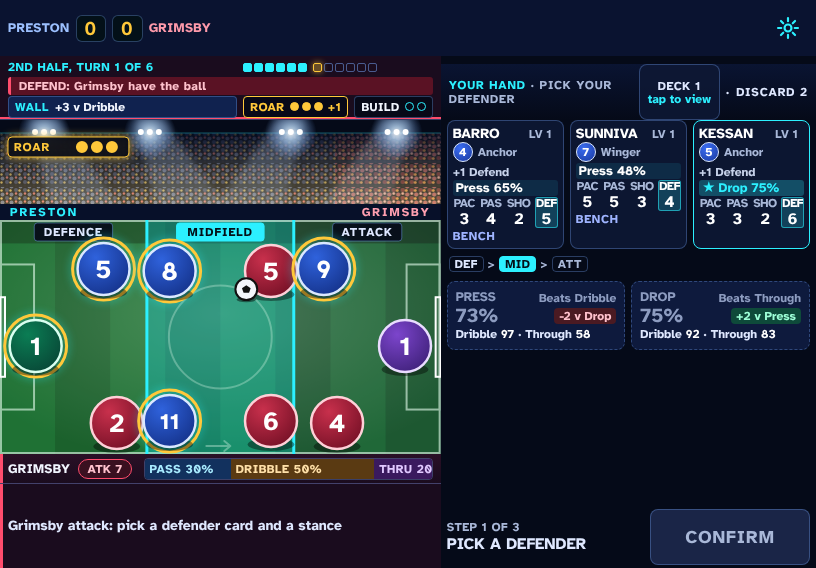 PRESTON 0 0 GRIMSBY
2ND HALF, TURN 1 OF 6
DEFEND: Grimsby have the ball
WALL +3 v Dribble
ROAR +1
BUILD
ROAR
PRESTON GRIMSBY
DEFENCE MIDFIELD ATTACK
5 8 5 9
1 1
2 11 6 4
GRIMSBY ATK 7 PASS 30% DRIBBLE 50% THRU 20
Grimsby attack: pick a defender card and a stance
YOUR HAND · PICK YOUR DEFENDER
DECK 1
tap to view
· DISCARD 2
BARRO LV 1
4 Anchor
+1 Defend
Press 65%
PAC PAS SHO DEF
3 4 2 5
BENCH
SUNNIVA LV 1
7 Winger
Press 48%
PAC PAS SHO DEF
5 5 3 4
BENCH
KESSAN LV 1
5 Anchor
+1 Defend
★ Drop 75%
PAC PAS SHO DEF
3 3 2 6
DEF > MID > ATT
PRESS Beats Dribble
73% -2 v Drop
Dribble 97 · Through 58
DROP Beats Through
75% +2 v Press
Dribble 92 · Through 83
STEP 1 OF 3
PICK A DEFENDER
CONFIRM